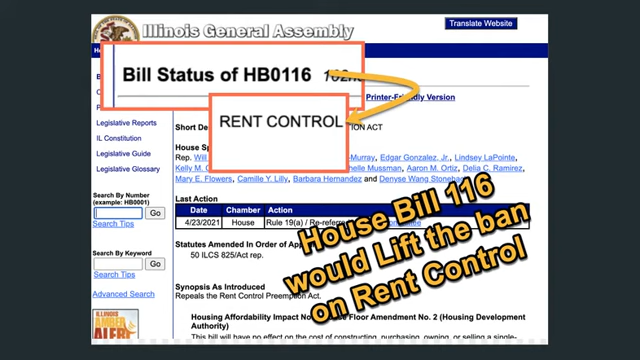 Illinois General Assembly
Translate Website
Bill Status of HB0116
Printer-Friendly Version
RENT CONTROL
Legislative Reports
IL Constitution
Legislative Guide
Legislative Glossary
Short De
ION ACT
House Sp
Rep. Will
Murray, Edgar Gonzalez, Jr., Lindsey LaPointe,
Kelly M. C
helle Mussman, Aaron M. Ortiz, Delia C. Ramirez,
Mary E. Flowers, Camille Y. Lilly, Barbara Hernandez and Denyse Wang Stoneback
Search By Number
(example: HB0001)
Go
Search Tips
Last Action
Date Chamber Action
4/23/2021 House Rule 19(a) / Re-referr
Statutes Amended In Order of App
50 ILCS 825/Act rep.
Search By Keyword
Go
Search Tips
Advanced Search
Synopsis As Introduced
Repeals the Rent Control Preemption Act.
House Bill 116
would Lift the ban
on Rent Control
ILLINOIS
AMBER
ALERT
Housing Affordability Impact No
e Floor Amendment No. 2 (Housing Development
Authority)
This bill will have no effect on the cost of constructing, purchasing, owning, or selling a single-